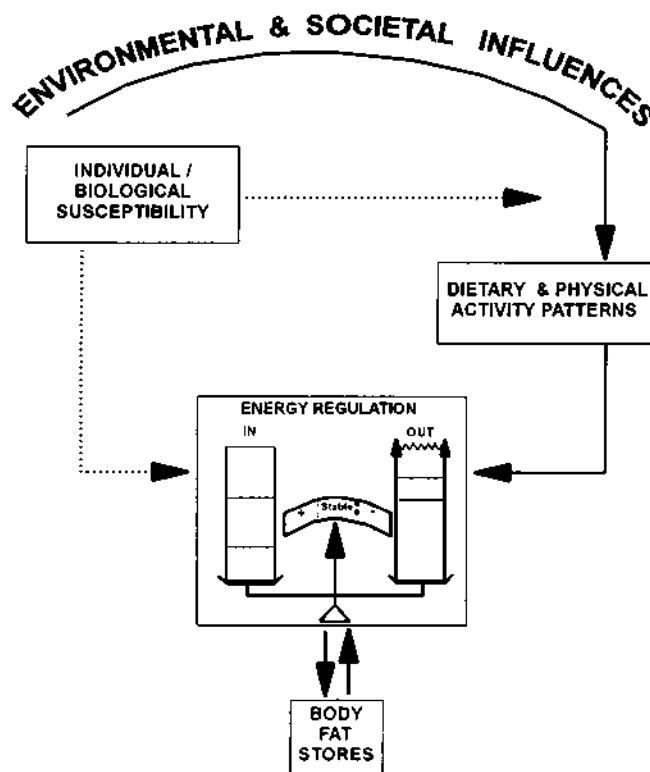 ENVIRONMENTAL & SOCIETAL INFLUENCES
INDIVIDUAL /
BIOLOGICAL
SUSCEPTIBILITY
DIETARY & PHYSICAL
ACTIVITY PATTERNS
ENERGY REGULATION
IN
OUT
+ Stable -
BODY
FAT
STORES